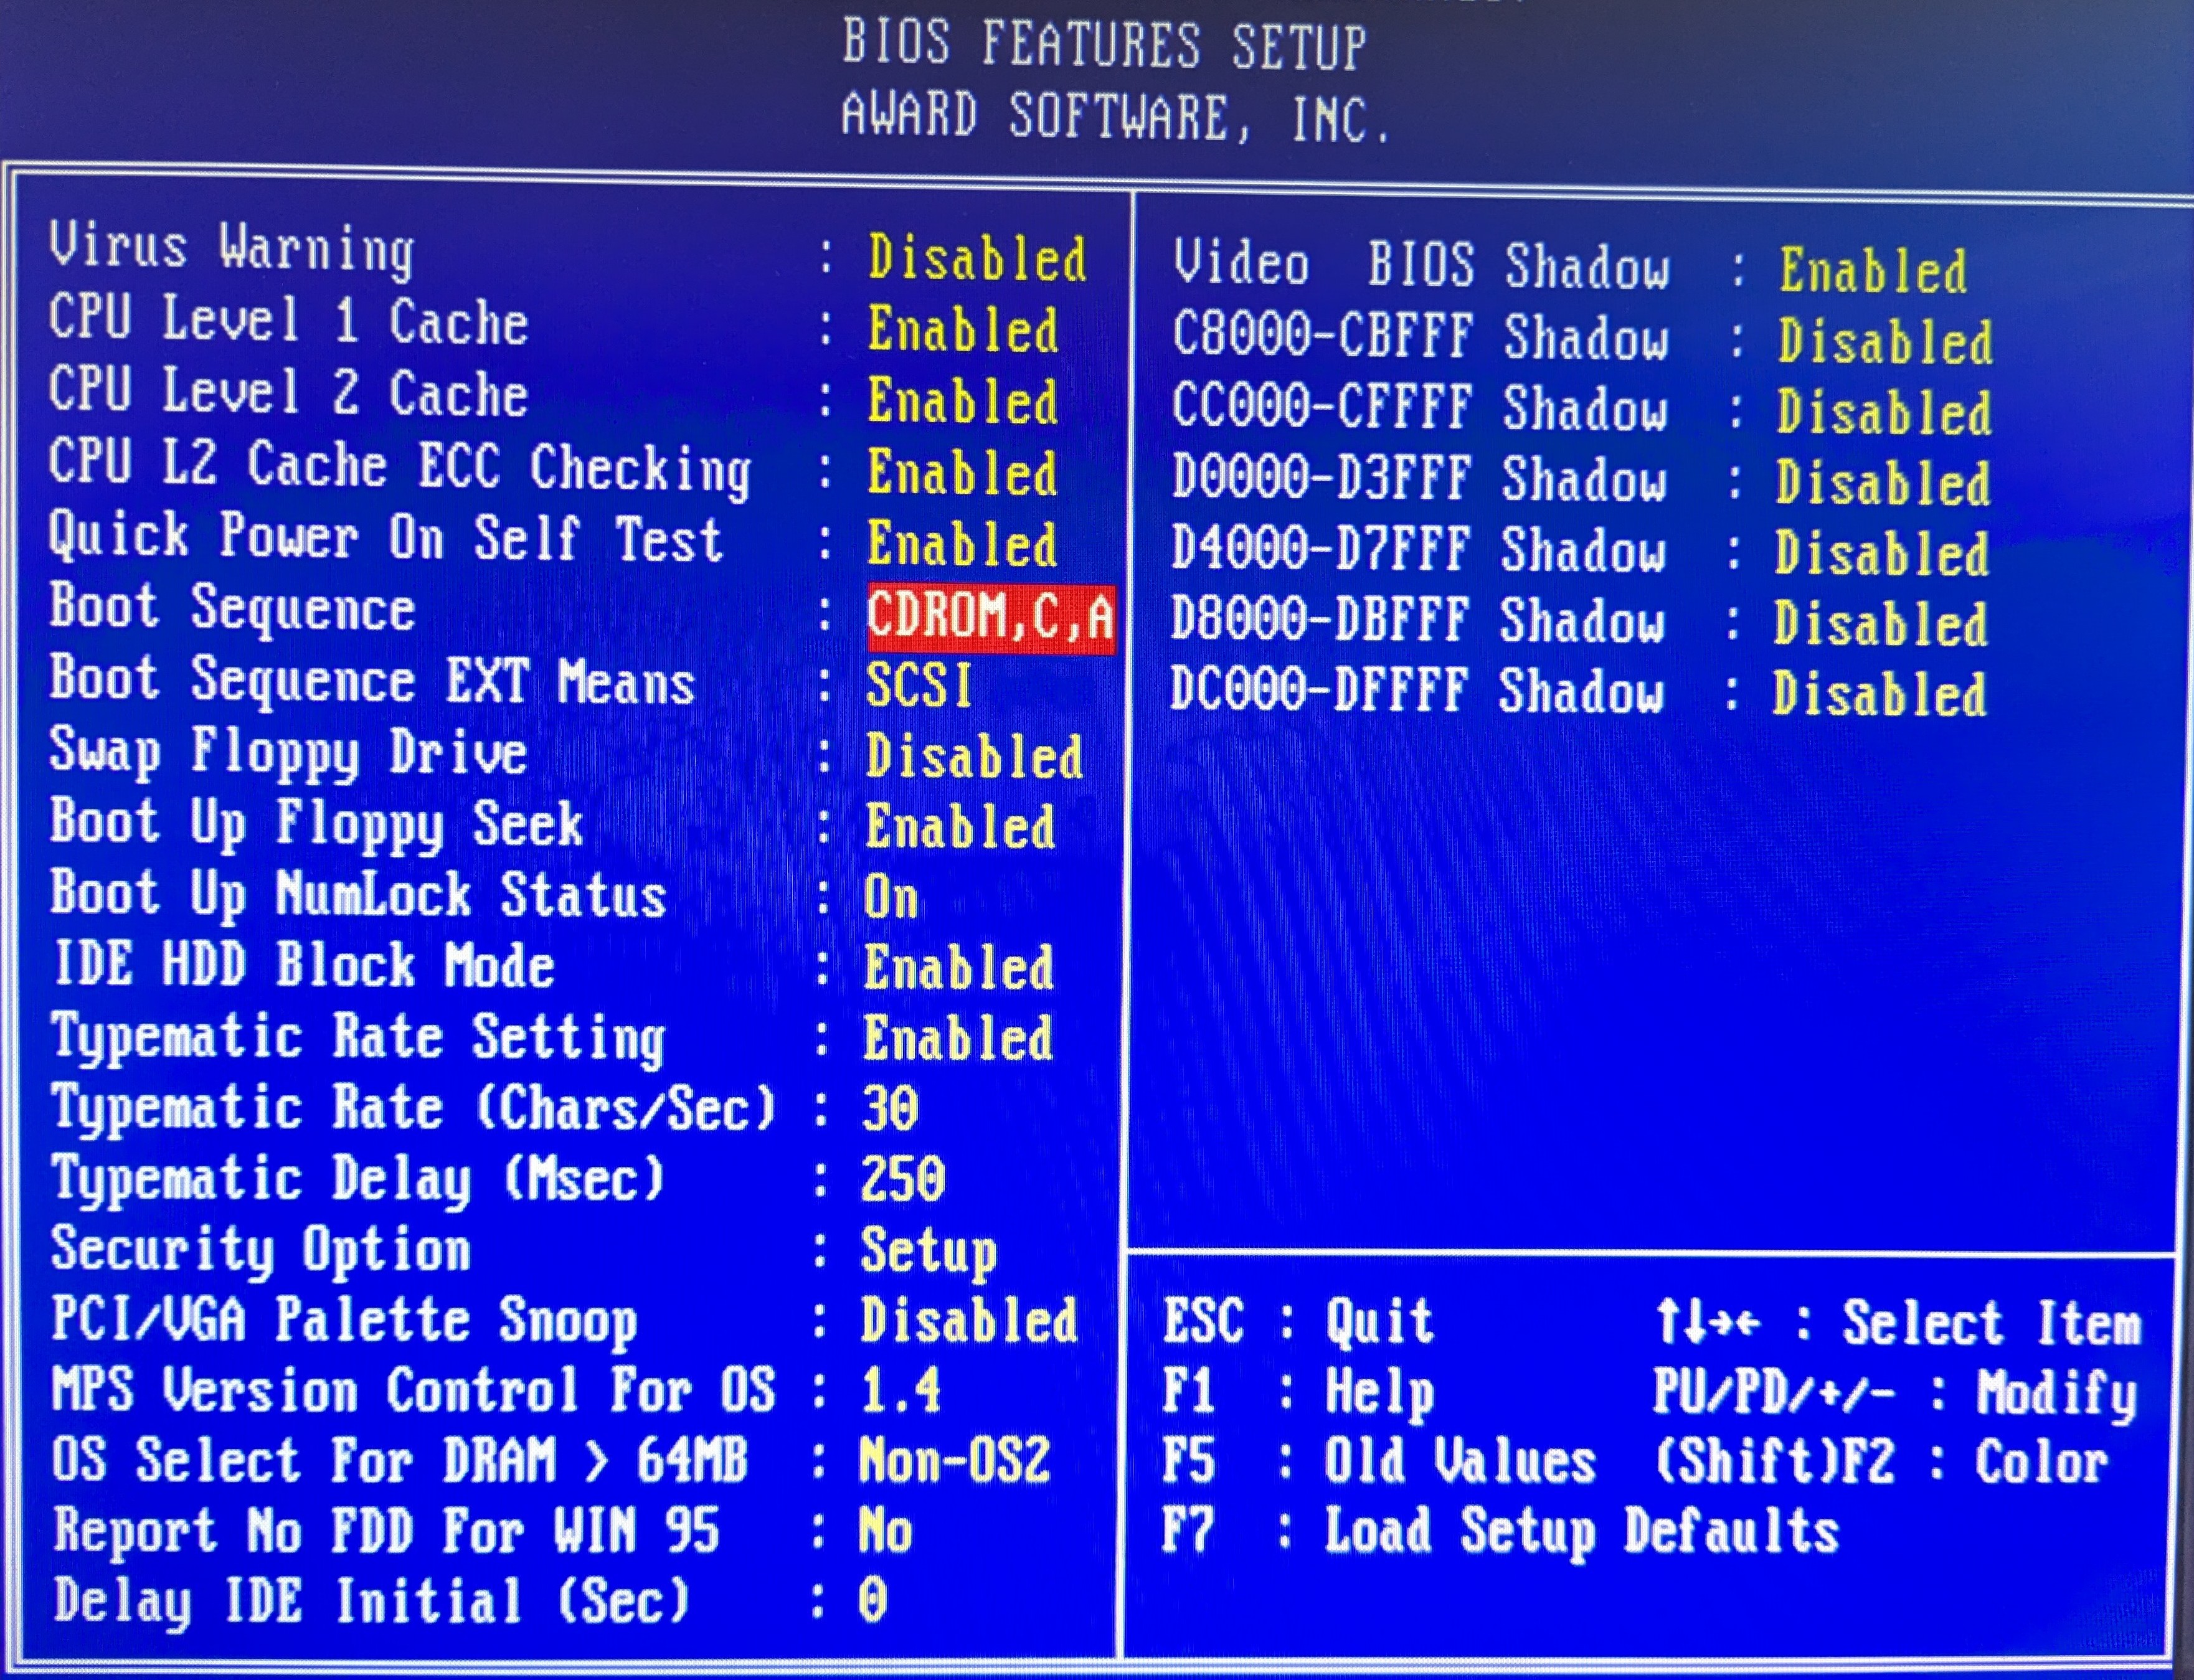 BIOS FEATURES SETUP
AWARD SOFTWARE, INC.
Virus Warning : Disabled
CPU Level 1 Cache : Enabled
CPU Level 2 Cache : Enabled
CPU L2 Cache ECC Checking : Enabled
Quick Power On Self Test : Enabled
Boot Sequence : CDROM,C,A
Boot Sequence EXT Means : SCSI
Swap Floppy Drive : Disabled
Boot Up Floppy Seek : Enabled
Boot Up NumLock Status : On
IDE HDD Block Mode : Enabled
Typematic Rate Setting : Enabled
Typematic Rate (Chars/Sec) : 30
Typematic Delay (Msec) : 250
Security Option : Setup
PCI/VGA Palette Snoop : Disabled
MPS Version Control For OS : 1.4
OS Select For DRAM > 64MB : Non-OS2
Report No FDD For WIN 95 : No
Delay IDE Initial (Sec) : 0
Video BIOS Shadow : Enabled
C8000-CBFFF Shadow : Disabled
CC000-CFFFF Shadow : Disabled
D0000-D3FFF Shadow : Disabled
D4000-D7FFF Shadow : Disabled
D8000-DBFFF Shadow : Disabled
DC000-DFFFF Shadow : Disabled
ESC : Quit ↑↓→← : Select Item
F1 : Help PU/PD/+/- : Modify
F5 : Old Values (Shift)F2 : Color
F7 : Load Setup Defaults